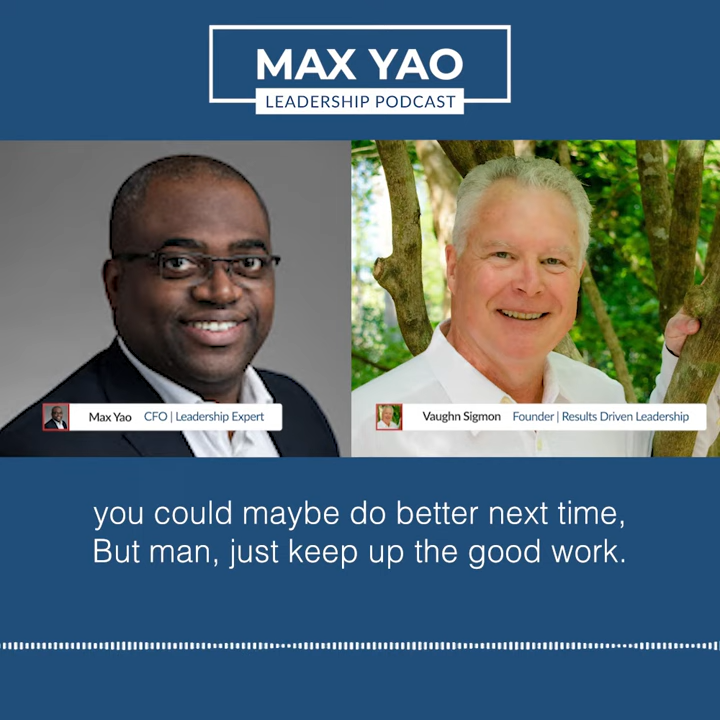 MAX YAO
LEADERSHIP PODCAST
Max Yao CFO | Leadership Expert
Vaughn Sigmon Founder | Results Driven Leadership
you could maybe do better next time,
But man, just keep up the good work.